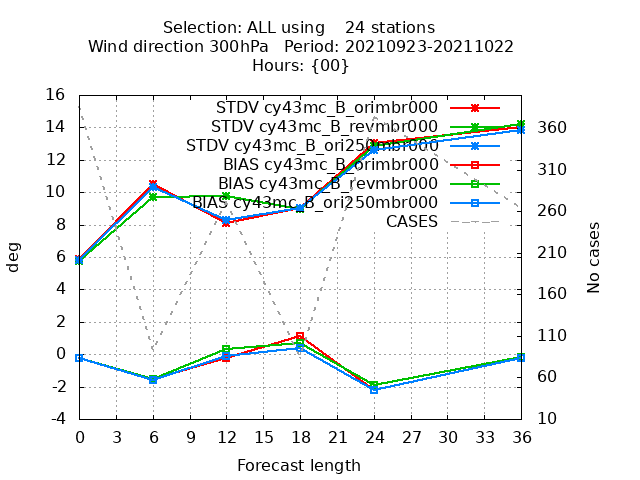 Selection: ALL using 24 stations
Wind direction 300hPa Period: 20210923-20211022
Hours: {00}
STDV cy43mc_B_orimbr000
STDV cy43mc_B_revmbr000
STDV cy43mc_B_ori250mbr000
BIAS cy43mc_B_orimbr000
BIAS cy43mc_B_revmbr000
BIAS cy43mc_B_ori250mbr000
CASES
16
14
12
10
8
6
4
2
0
-2
-4
deg
360
310
260
210
160
110
60
10
No cases
0 3 6 9 12 15 18 21 24 27 30 33 36
Forecast length